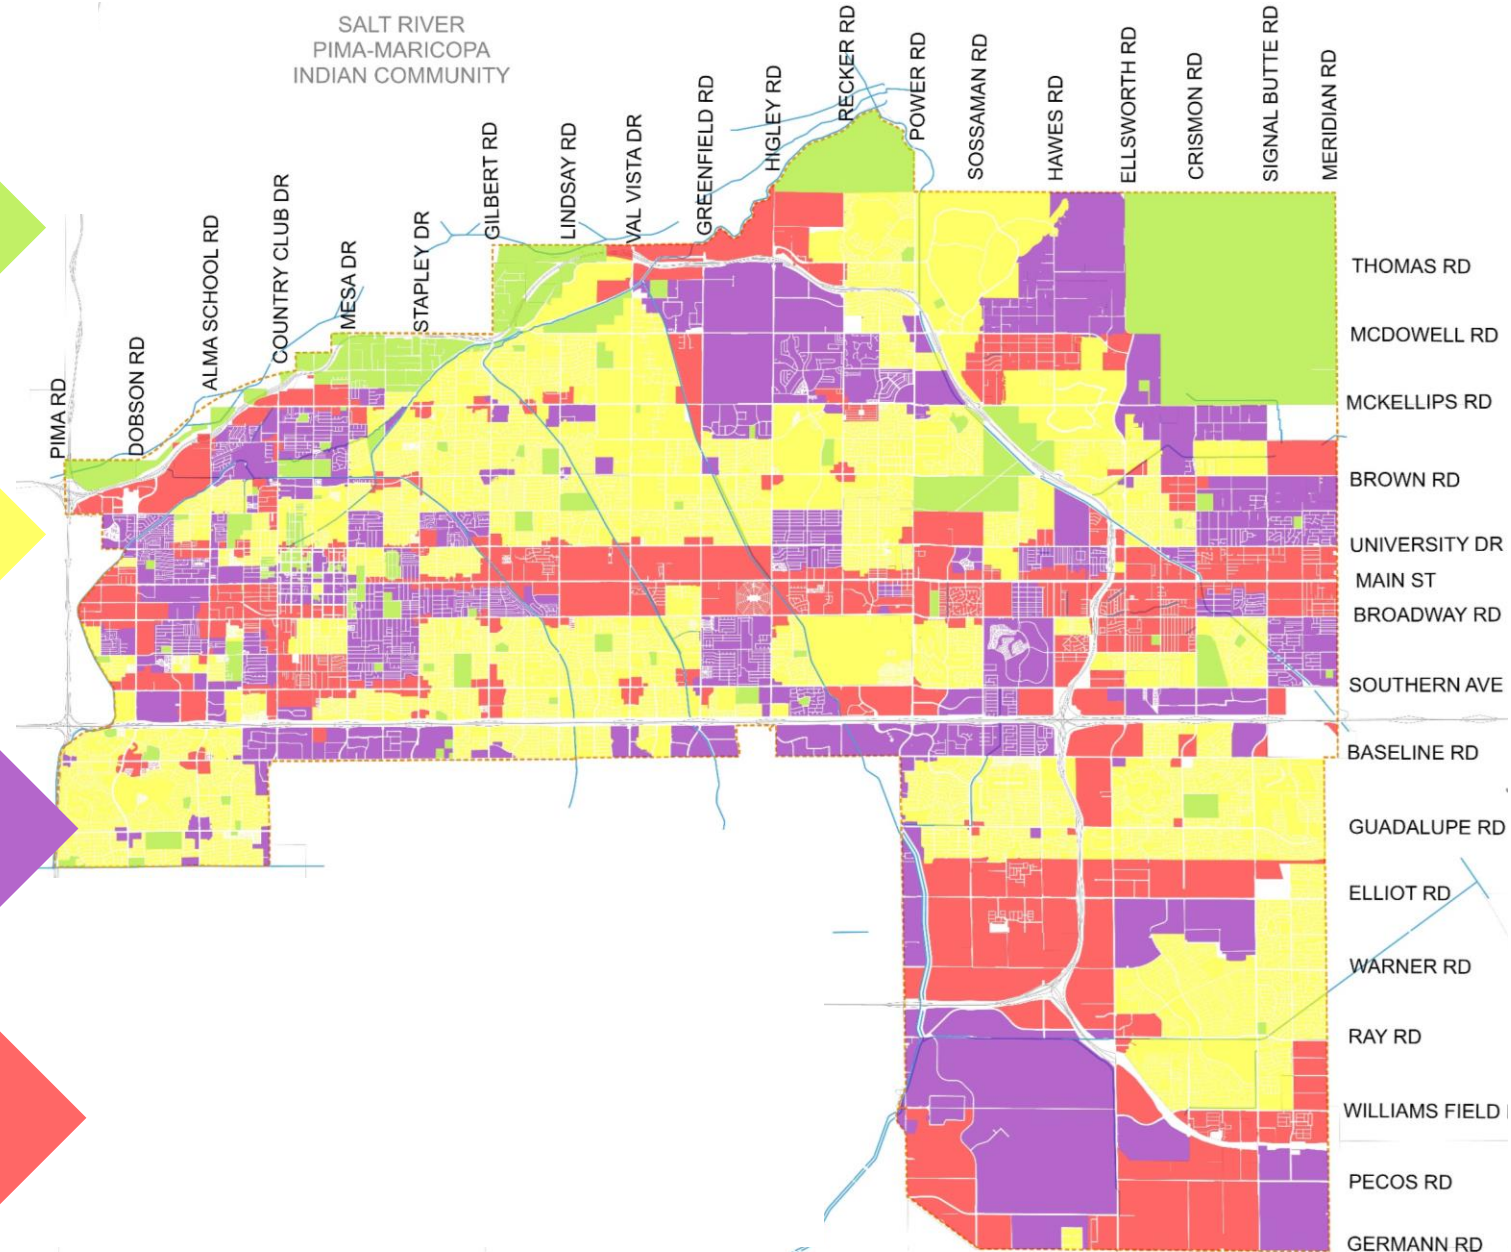 SALT RIVER
PIMA-MARICOPA
INDIAN COMMUNITY
PIMA RD
DOBSON RD
ALMA SCHOOL RD
COUNTRY CLUB DR
MESA DR
STAPLEY DR
GILBERT RD
LINDSAY RD
VAL VISTA DR
GREENFIELD RD
HIGLEY RD
RECKER RD
POWER RD
SOSSAMAN RD
HAWES RD
ELLSWORTH RD
CRISMON RD
SIGNAL BUTTE RD
MERIDIAN RD
THOMAS RD
MCDOWELL RD
MCKELLIPS RD
BROWN RD
UNIVERSITY DR
MAIN ST
BROADWAY RD
SOUTHERN AVE
BASELINE RD
GUADALUPE RD
ELLIOT RD
WARNER RD
RAY RD
WILLIAMS FIELD
PECOS RD
GERMANN RD